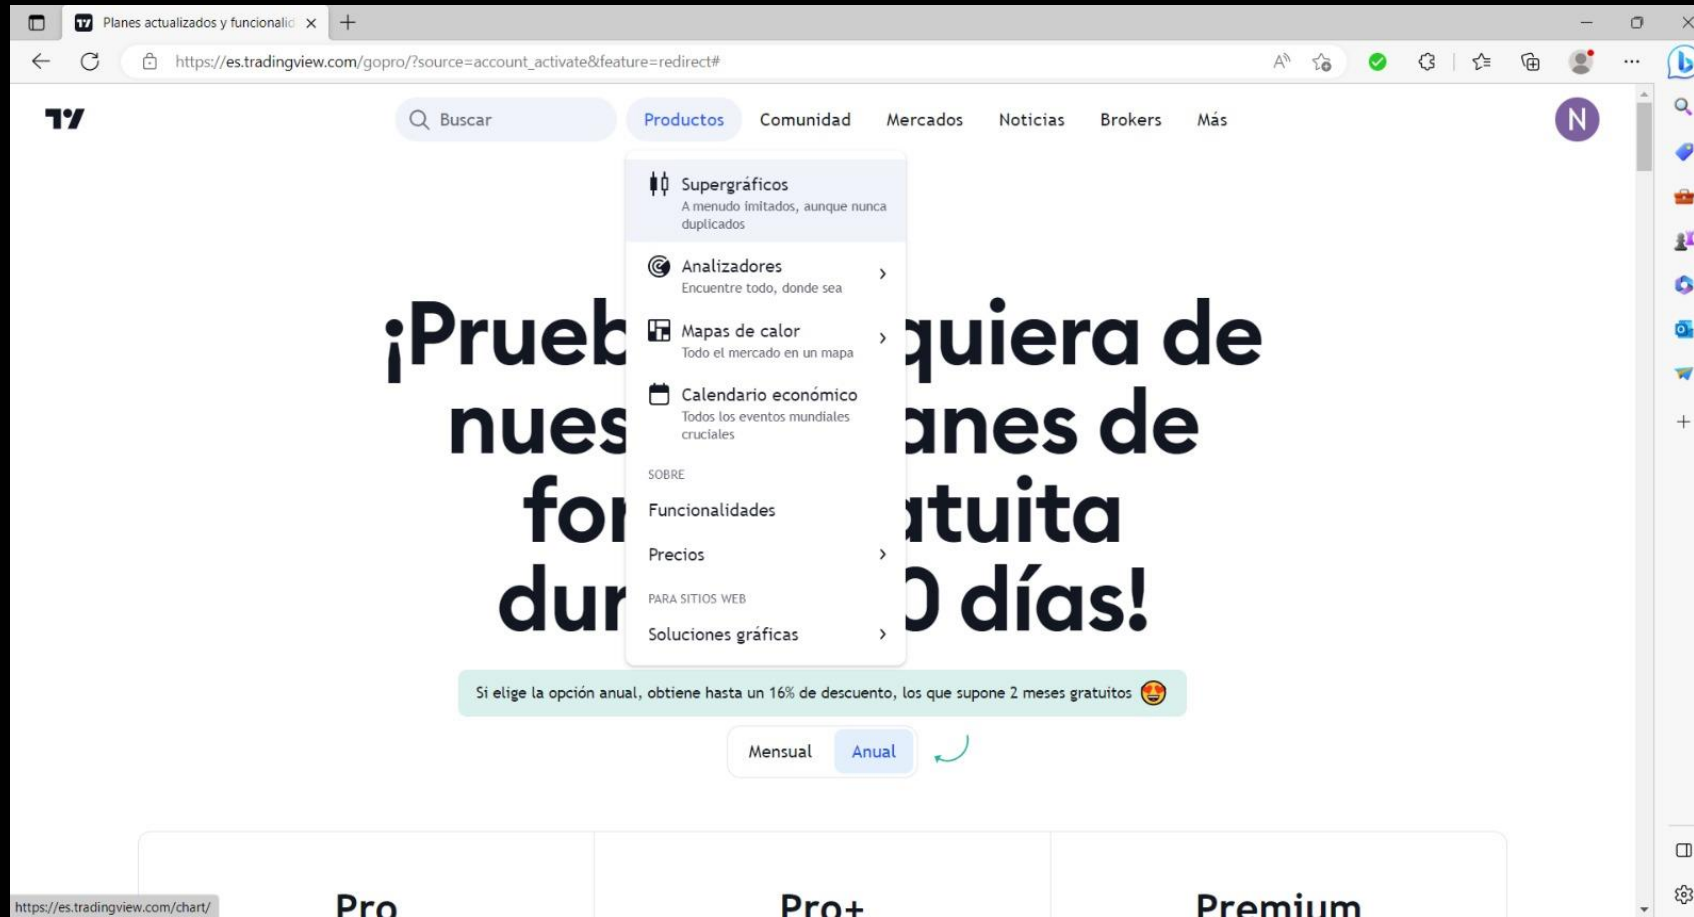 Planes actualizados y funcionalid
https://es.tradingview.com/gopro/?source=account_activate&feature=redirect#
Buscar
Productos
Comunidad
Mercados
Noticias
Brokers
Más
N
Supergráficos
A menudo imitados, aunque nunca
duplicados
Analizadores
Encuentre todo, donde sea
Mapas de calor
Todo el mercado en un mapa
Calendario económico
Todos los eventos mundiales
cruciales
SOBRE
Funcionalidades
Precios
PARA SITIOS WEB
Soluciones gráficas
¡Prueb quiera de
nues anes de
for atuita
dur 0 días!
Si elige la opción anual, obtiene hasta un 16% de descuento, los que supone 2 meses gratuitos
Mensual
Anual
Pro
Pro+
Premium
https://es.tradingview.com/chart/